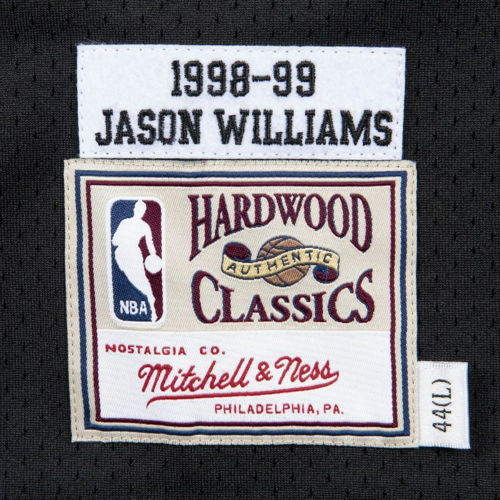 1998-99
JASON WILLIAMS
HARDWOOD
AUTHENTIC
CLASSICS
NBA
NOSTALGIA CO.
Mitchell & Ness
PHILADELPHIA, PA.
44(L)